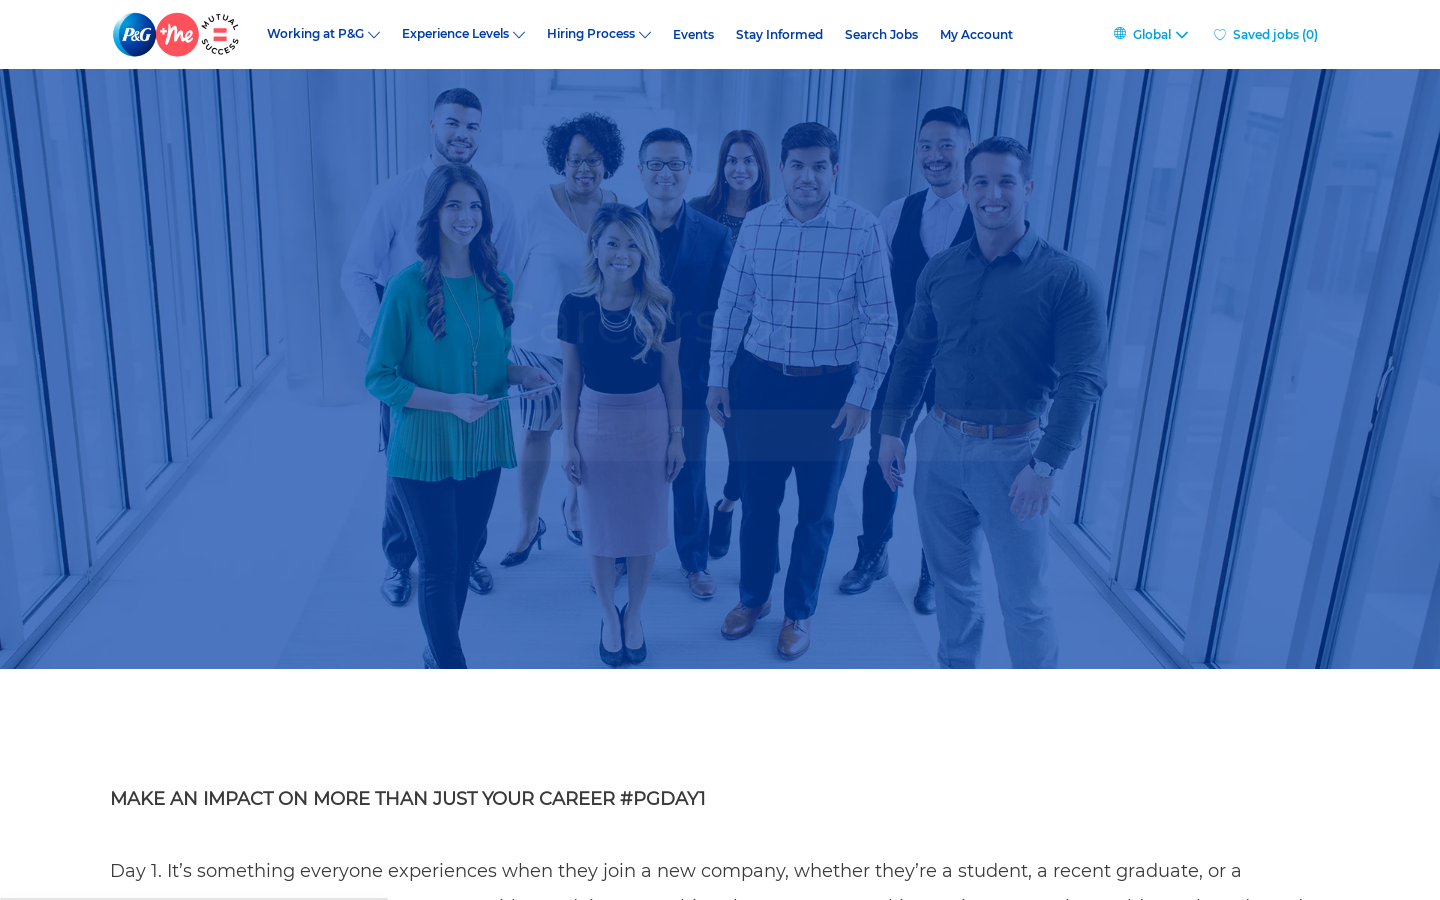 P&G
+Me
MUTUAL
SUCCESS
Working at P&G
Experience Levels
Hiring Process
Events
Stay Informed
Search Jobs
My Account
Global
Saved jobs (0)
Careers at P&G
MAKE AN IMPACT ON MORE THAN JUST YOUR CAREER #PGDAY1
Day 1. It’s something everyone experiences when they join a new company, whether they’re a student, a recent graduate, or a